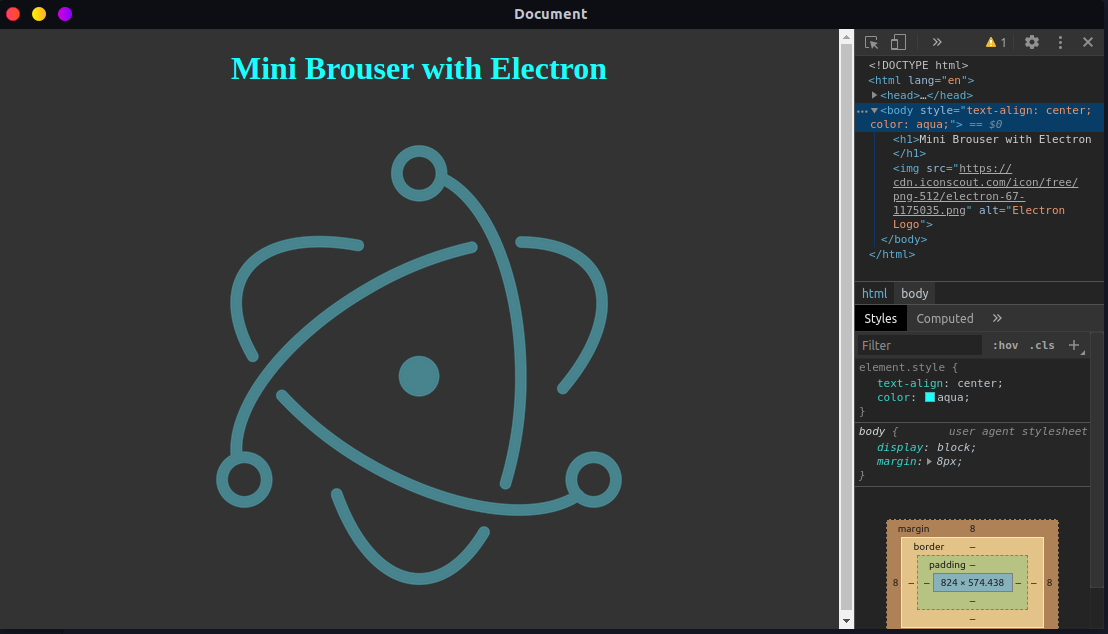 Document
Mini Brouser with Electron
» 1
<!DOCTYPE html>
<html lang="en">
<head>…</head>
<body style="text-align: center;
color: aqua;"> == $0
<h1>Mini Brouser with Electron
</h1>
<img src="https://
cdn.iconscout.com/icon/free/
png-512/electron-67-
1175035.png" alt="Electron
Logo">
</body>
</html>
html body
Styles Computed »
Filter :hov .cls +
element.style {
text-align: center;
color: aqua;
}
body { user agent stylesheet
display: block;
margin: 8px;
}
margin 8
border –
padding –
8 – – 824 × 574.438 – – 8
–
–